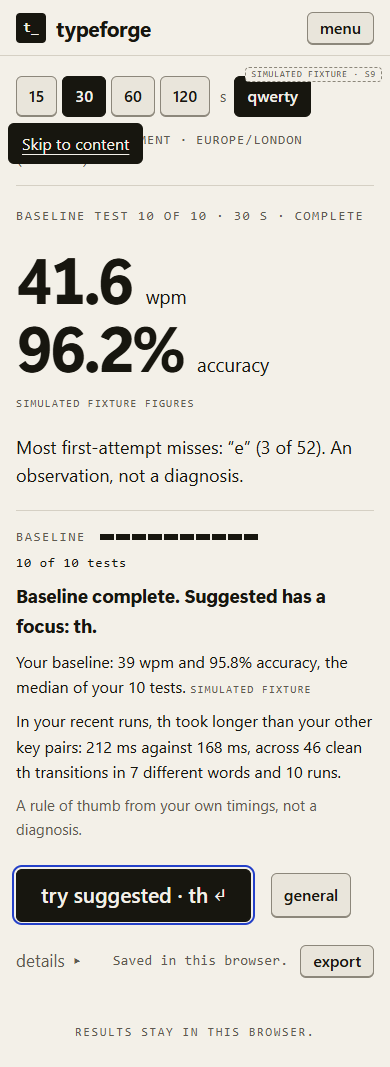 t_ typeforge menu
SIMULATED FIXTURE · S9
15 30 60 120 s qwerty
Skip to content
MENT · EUROPE/LONDON
BASELINE TEST 10 OF 10 · 30 S · COMPLETE
41.6 wpm
96.2% accuracy
SIMULATED FIXTURE FIGURES
Most first-attempt misses: “e” (3 of 52). An
observation, not a diagnosis.
BASELINE
10 of 10 tests
Baseline complete. Suggested has a
focus: th.
Your baseline: 39 wpm and 95.8% accuracy, the
median of your 10 tests. SIMULATED FIXTURE
In your recent runs, th took longer than your other
key pairs: 212 ms against 168 ms, across 46 clean
th transitions in 7 different words and 10 runs.
A rule of thumb from your own timings, not a
diagnosis.
try suggested · th ↵ general
details ▸ Saved in this browser. export
RESULTS STAY IN THIS BROWSER.